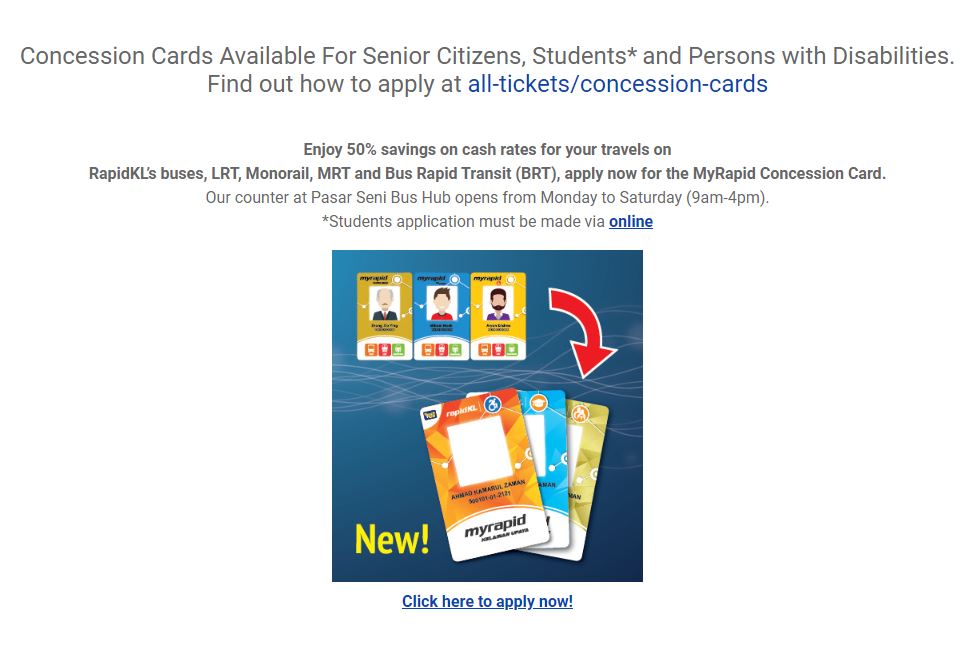 Concession Cards Available For Senior Citizens, Students* and Persons with Disabilities.
Find out how to apply at all-tickets/concession-cards
Enjoy 50% savings on cash rates for your travels on
RapidKL's buses, LRT, Monorail, MRT and Bus Rapid Transit (BRT), apply now for the MyRapid Concession Card.
Our counter at Pasar Seni Bus Hub opens from Monday to Saturday (9am-4pm).
*Students application must be made via online
myrapid
myrapid
myrapid
rapidKL
AHMAD KAMARUL ZAMAN
AMAN
MAN
myrapid
KELAINAN UPAYA
New!
Click here to apply now!